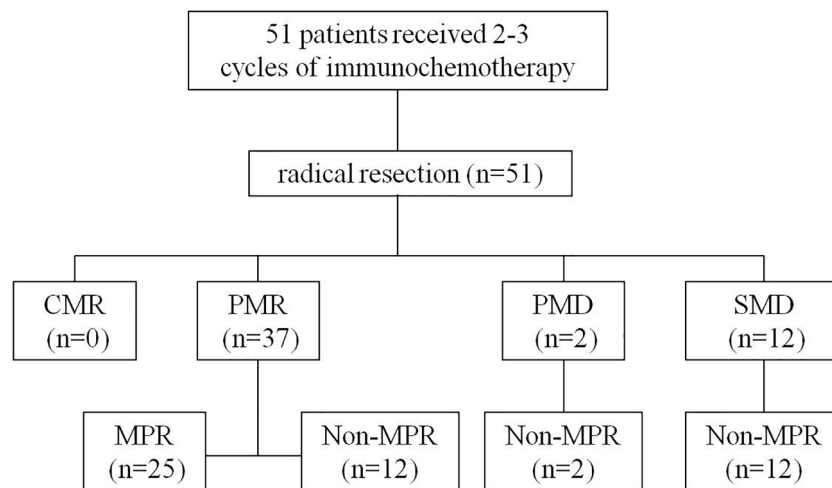 51 patients received 2-3
cycles of immunochemotherapy
radical resection (n=51)
CMR
(n=0)
PMR
(n=37)
PMD
(n=2)
SMD
(n=12)
MPR
(n=25)
Non-MPR
(n=12)
Non-MPR
(n=2)
Non-MPR
(n=12)